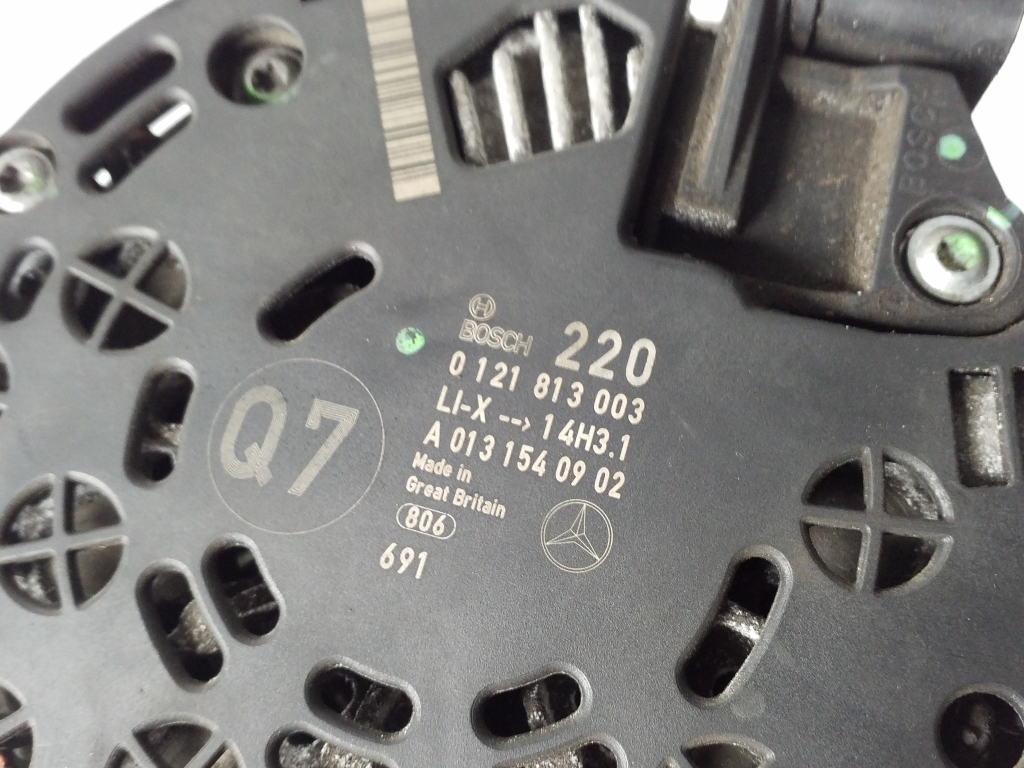 BOSCH
BOSCH 220
0 121 813 003
LI-X --> 14H3.1
A 013 154 09 02
Made in
Great Britain
806
691
Q7